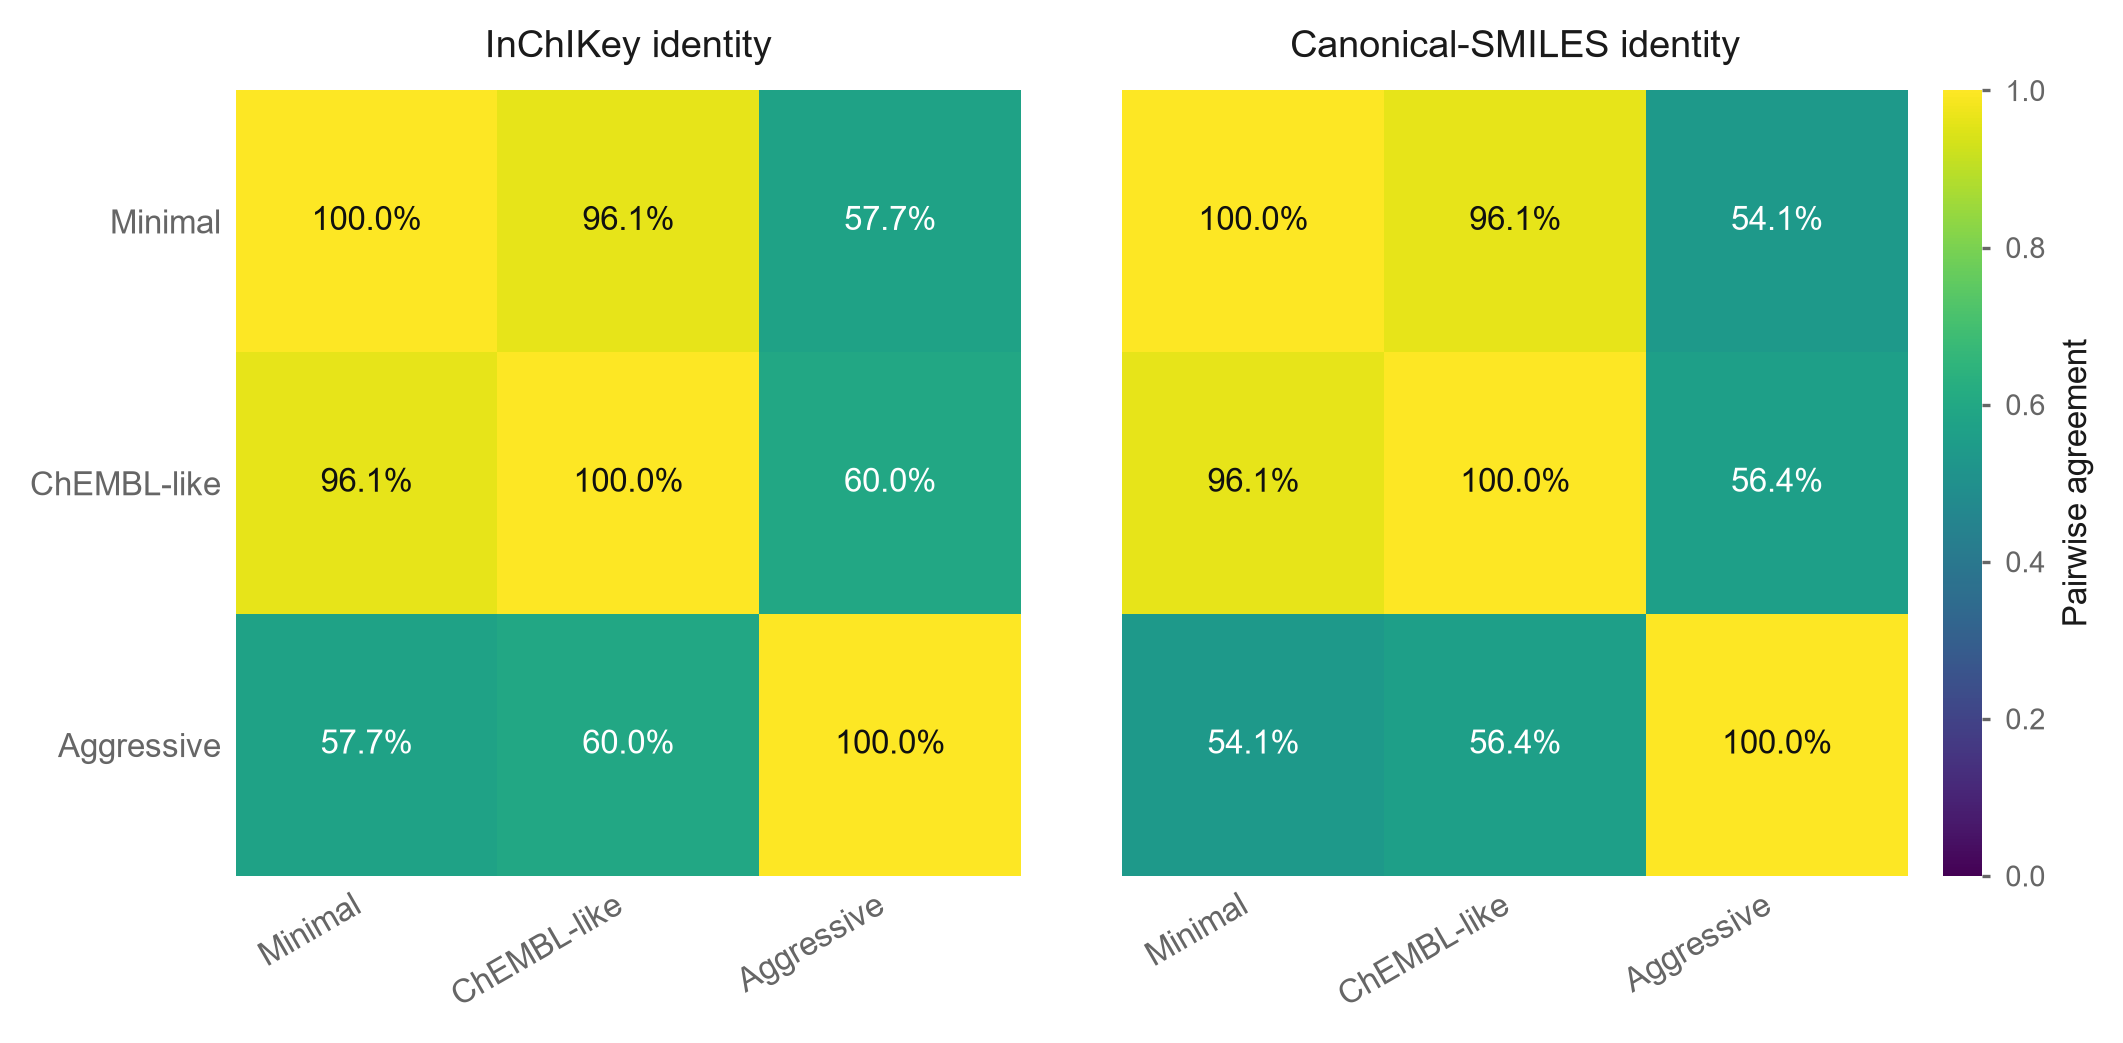 InChIKey identity
Canonical-SMILES identity
Minimal
100.0%
96.1%
57.7%
100.0%
96.1%
54.1%
ChEMBL-like
96.1%
100.0%
60.0%
96.1%
100.0%
56.4%
Aggressive
57.7%
60.0%
100.0%
54.1%
56.4%
100.0%
Minimal
ChEMBL-like
Aggressive
Minimal
ChEMBL-like
Aggressive
1.0
0.8
0.6
0.4
0.2
0.0
Pairwise agreement